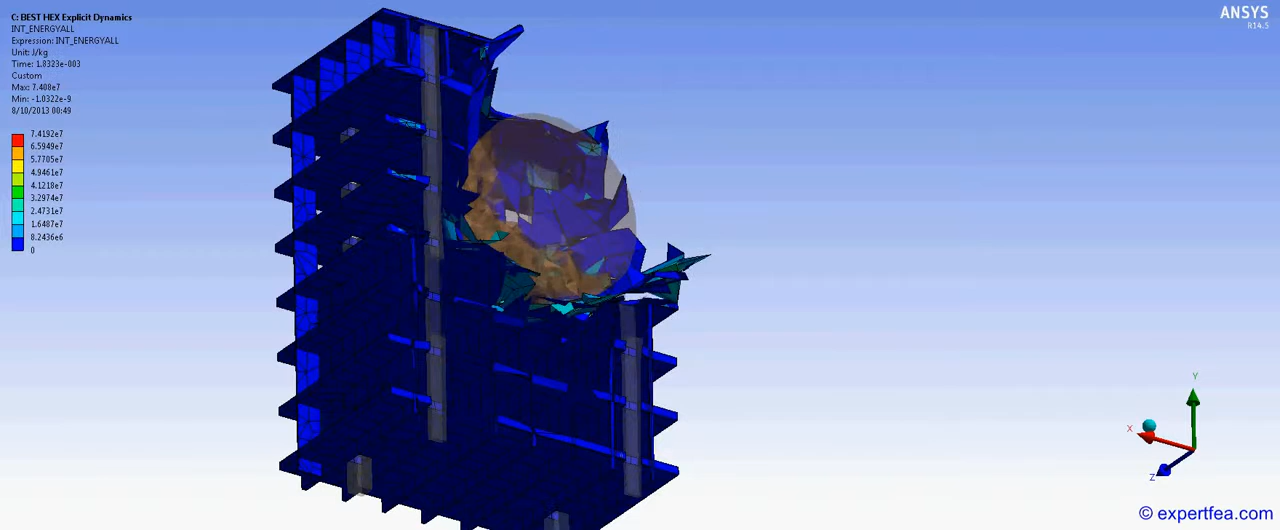 C: BEST HEX Explicit Dynamics
INT_ENERGYALL
Expression: INT_ENERGYALL
Unit: J/kg
Time: 1.0323e-003
Custom
Max: 7.408e7
Min: -1.0322e-9
8/10/2013 00:49
7.4192e7
6.5949e7
5.7705e7
4.9461e7
4.1218e7
3.2974e7
2.4731e7
1.6487e7
8.2436e6
0
ANSYS
R14.5
Y
X
Z
© expertfea.com